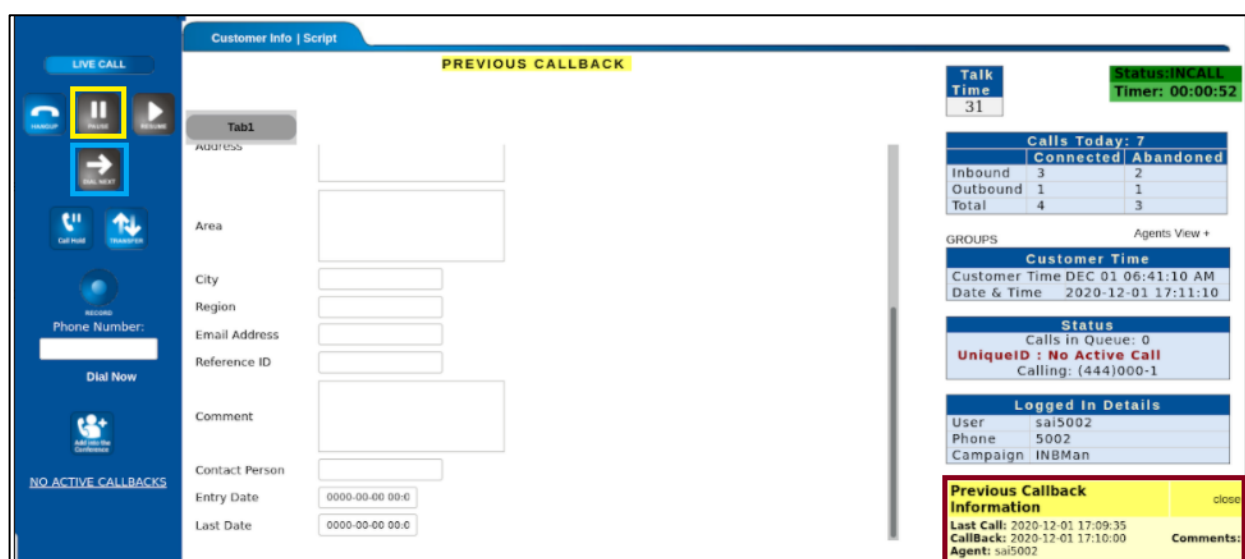 Customer Info | Script
LIVE CALL
PREVIOUS CALLBACK
HANGUP
PAUSE
RESUME
DIAL NEXT
Call Hold
TRANSFER
RECORD
Phone Number:
Dial Now
Add into the
Conference
NO ACTIVE CALLBACKS
Tab1
Address
Area
City
Region
Email Address
Reference ID
Comment
Contact Person
Entry Date 0000-00-00 00:0
Last Date 0000-00-00 00:0
Talk
Time
31
Status:INCALL
Timer: 00:00:52
Calls Today: 7
Connected Abandoned
Inbound 3 2
Outbound 1 1
Total 4 3
GROUPS Agents View +
Customer Time
Customer Time DEC 01 06:41:10 AM
Date & Time 2020-12-01 17:11:10
Status
Calls in Queue: 0
UniqueID : No Active Call
Calling: (444)000-1
Logged In Details
User sai5002
Phone 5002
Campaign INBMan
Previous Callback
Information
close
Last Call: 2020-12-01 17:09:35
CallBack: 2020-12-01 17:10:00 Comments:
Agent: sai5002